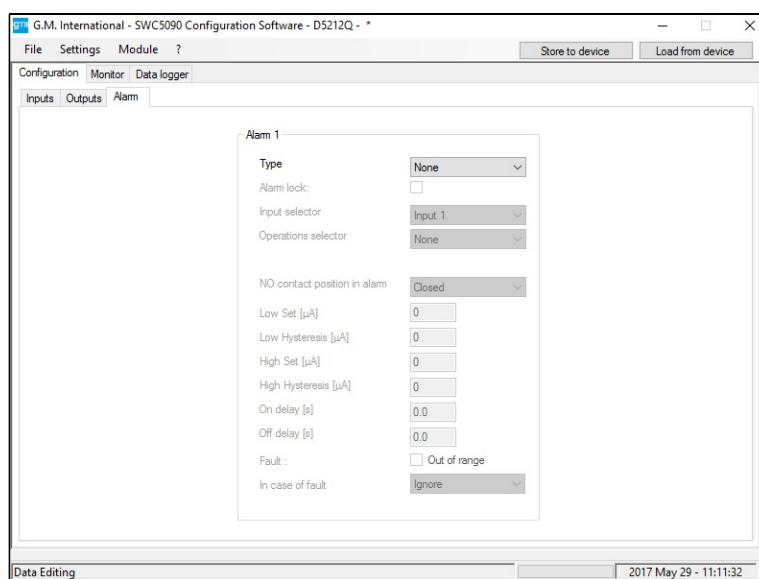 gmi G.M. International - SWC5090 Configuration Software - D5212Q - *
File Settings Module ? Store to device Load from device
Configuration Monitor Data logger
Inputs Outputs Alarm
Alarm 1
Type None
Alarm lock:
Input selector Input 1
Operations selector None
NO contact position in alarm Closed
Low Set [µA] 0
Low Hysteresis [µA] 0
High Set [µA] 0
High Hysteresis [µA] 0
On delay [s] 0.0
Off delay [s] 0.0
Fault : Out of range
In case of fault Ignore
Data Editing 2017 May 29 - 11:11:32